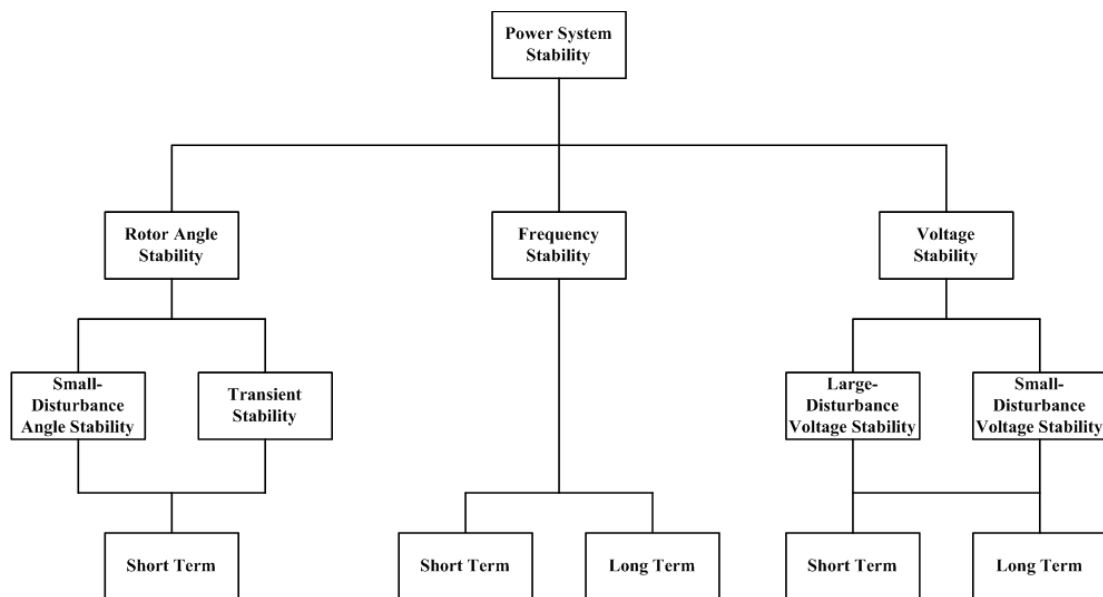 Power System
Stability
Rotor Angle
Stability
Frequency
Stability
Voltage
Stability
Small-
Disturbance
Angle Stability
Transient
Stability
Large-
Disturbance
Voltage Stability
Small-
Disturbance
Voltage Stability
Short Term
Short Term
Long Term
Short Term
Long Term